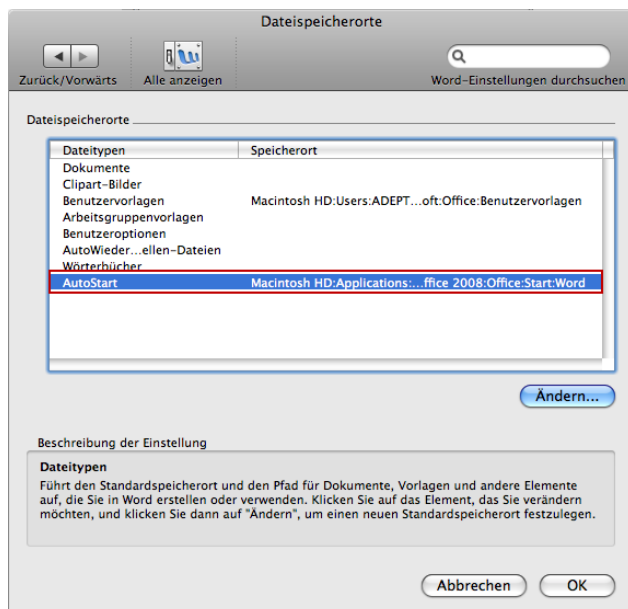 Dateispeicherorte
Zurück/Vorwärts Alle anzeigen Word-Einstellungen durchsuchen
Dateispeicherorte
Dateitypen Speicherort
Dokumente
Clipart-Bilder
Benutzervorlagen Macintosh HD:Users:ADEPT...oft:Office:Benutzervorlagen
Arbeitsgruppenvorlagen
Benutzeroptionen
AutoWieder...ellen-Dateien
Wörterbücher
AutoStart Macintosh HD:Applications:...ffice 2008:Office:Start:Word
Ändern...
Beschreibung der Einstellung
Dateitypen
Führt den Standardspeicherort und den Pfad für Dokumente, Vorlagen und andere Elemente
auf, die Sie in Word erstellen oder verwenden. Klicken Sie auf das Element, das Sie verändern
möchten, und klicken Sie dann auf "Ändern", um einen neuen Standardspeicherort festzulegen.
Abbrechen OK